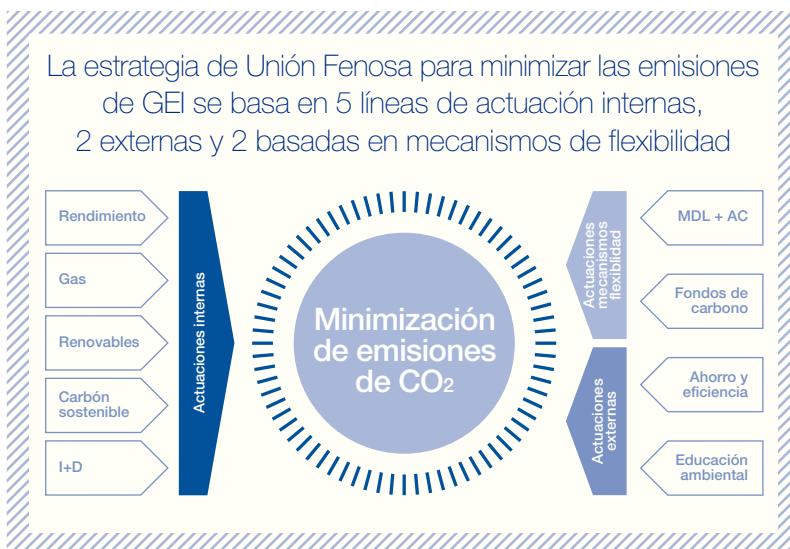 La estrategia de Unión Fenosa para minimizar las emisiones
de GEI se basa en 5 líneas de actuación internas,
2 externas y 2 basadas en mecanismos de flexibilidad
Rendimiento
Gas
Renovables
Carbón
sostenible
I+D
Actuaciones internas
Minimización
de emisiones
de CO2
Actuaciones
mecanismos
flexiblidad
Actuaciones
externas
MDL + AC
Fondos de
carbono
Ahorro y
eficiencia
Educación
ambiental